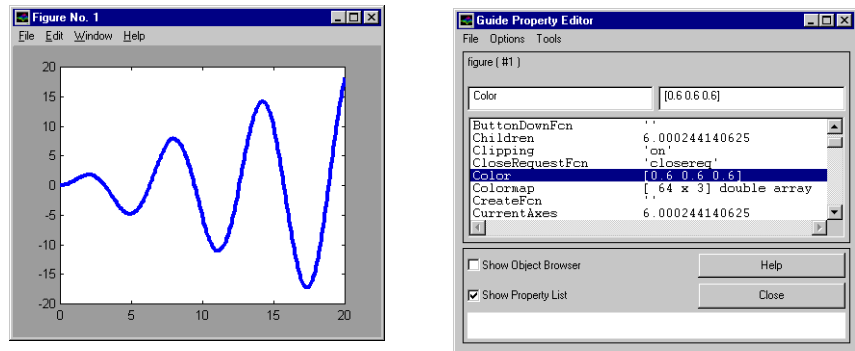 Figure No. 1
File Edit Window Help
20
15
10
5
0
-5
-10
-15
-20
0 5 10 15 20
Guide Property Editor
File Options Tools
figure ( #1 )
Color [0.6 0.6 0.6]
ButtonDownFcn ''
Children 6.000244140625
Clipping 'on'
CloseRequestFcn 'closereq'
Color [0.6 0.6 0.6]
Colormap [ 64 x 3] double array
CreateFcn ''
CurrentAxes 6.000244140625
Show Object Browser Help
Show Property List Close